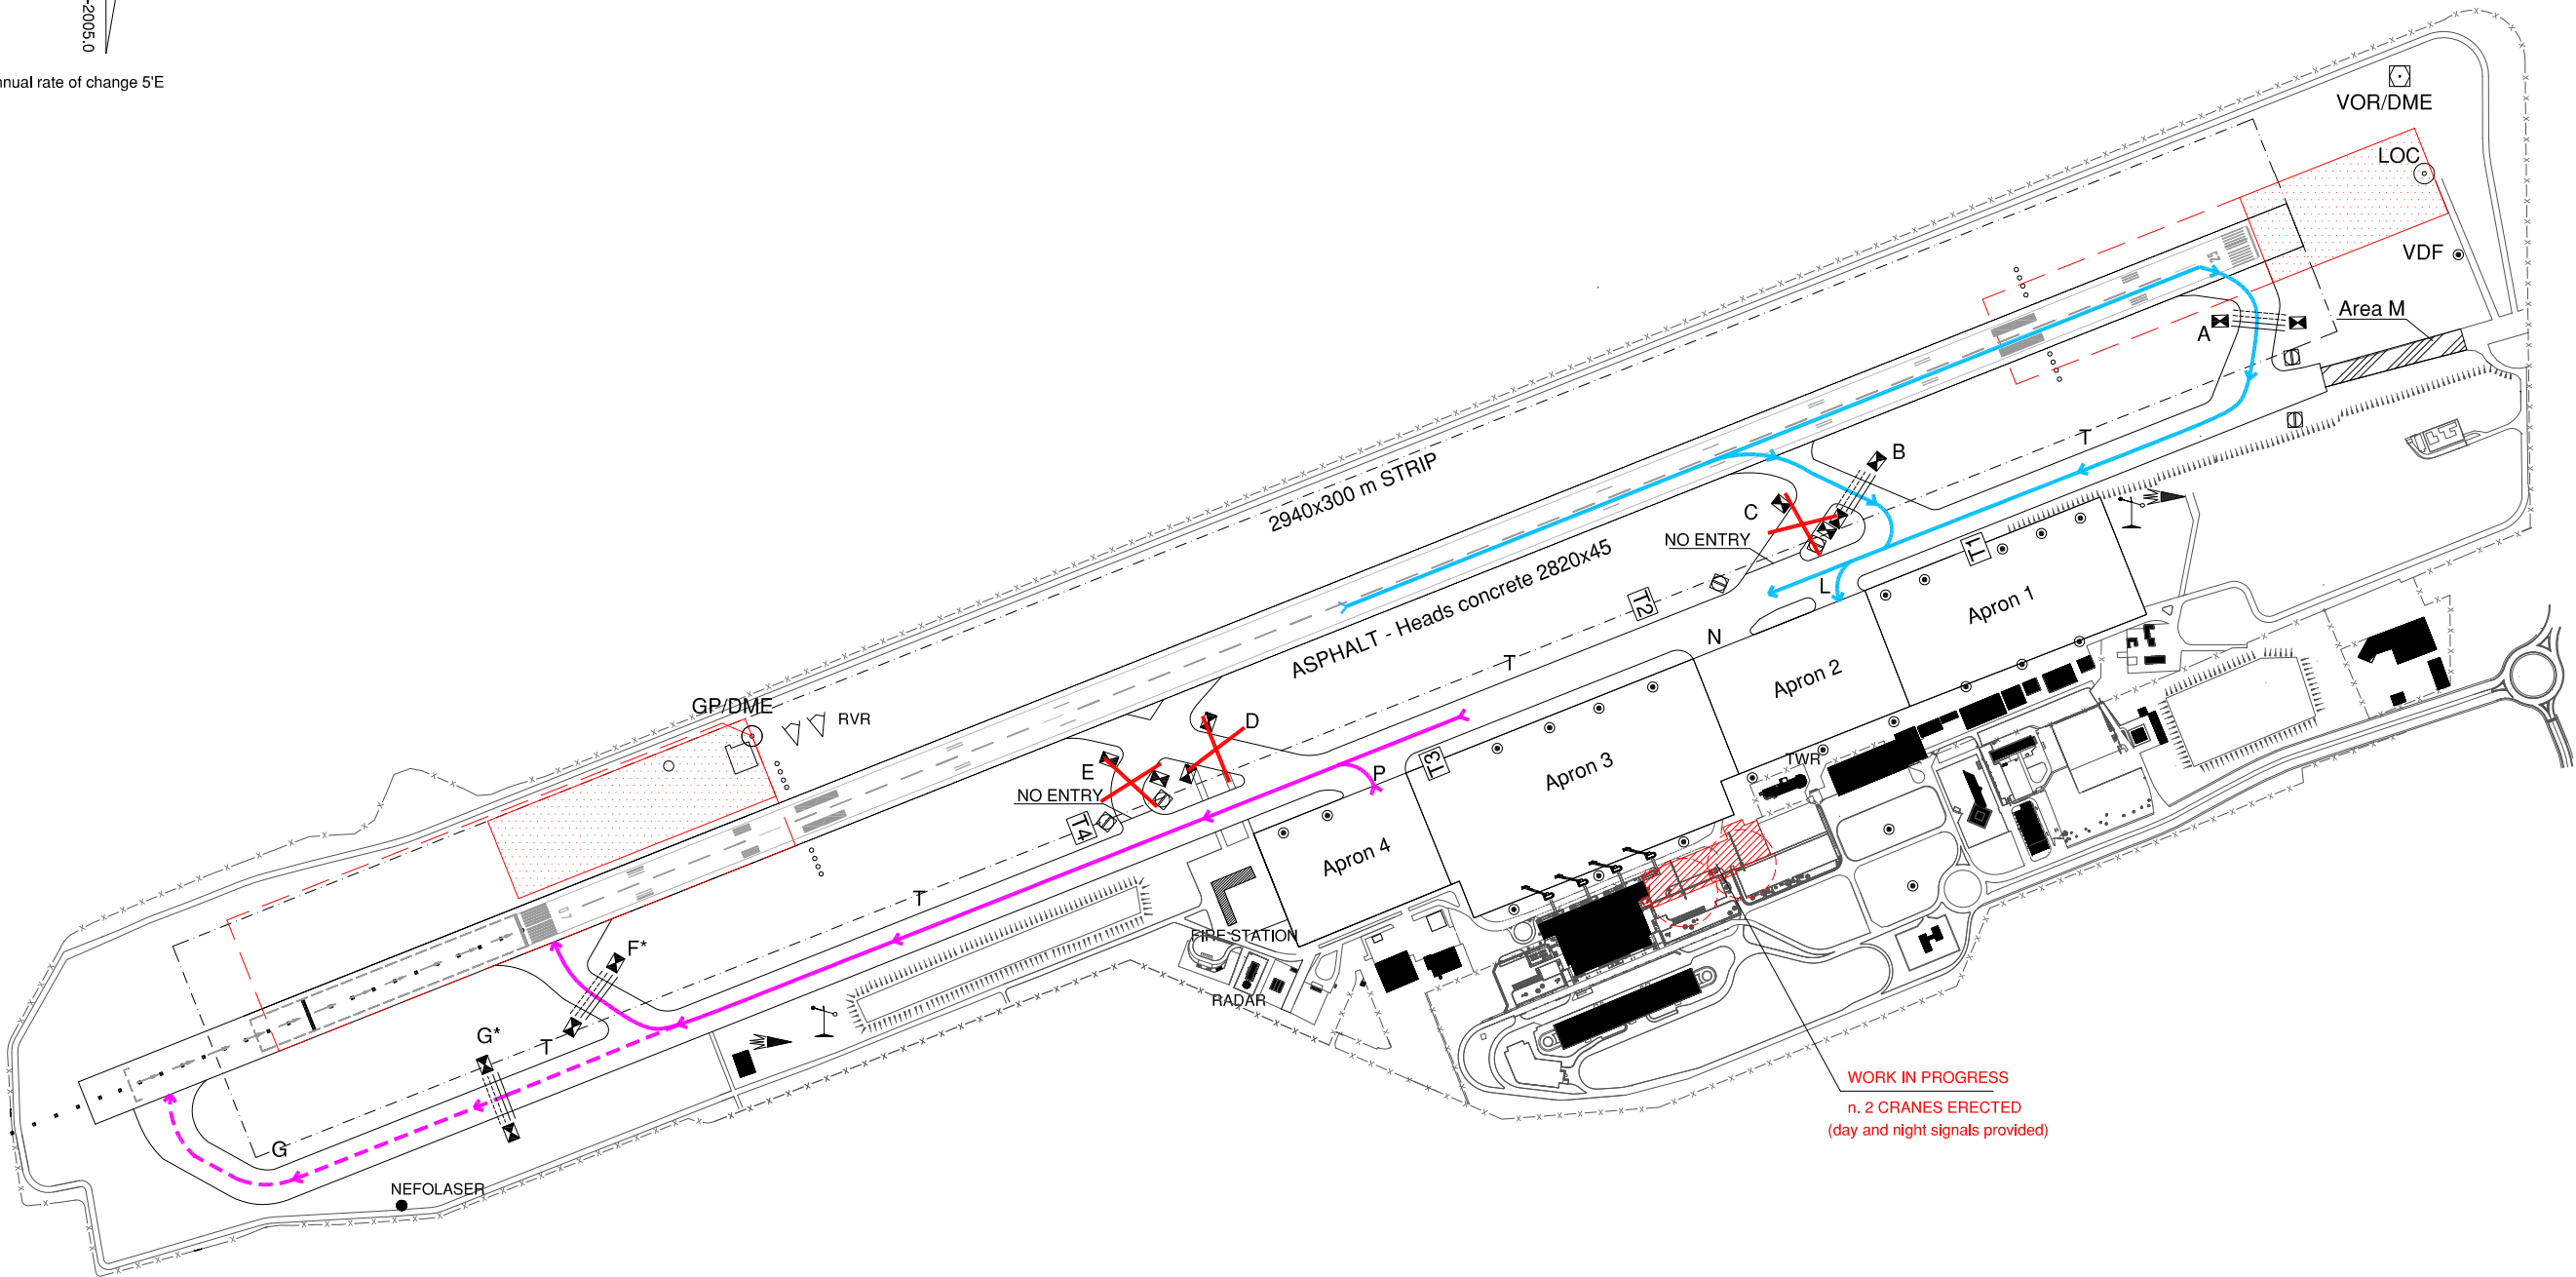 -2005.0
nnual rate of change 5'E
VOR/DME
LOC
VDF
Area M
A
T
B
C
NO ENTRY
2940x300 m STRIP
ASPHALT - Heads concrete 2820x45
T1
L
T2
N
T
Apron 1
Apron 2
GP/DME
RVR
D
E
NO ENTRY
T4
P
T3
Apron 3
Apron 4
TWR
T
F*
G*
T
G
FIRE STATION
RADAR
NEFOLASER
WORK IN PROGRESS
n. 2 CRANES ERECTED
(day and night signals provided)